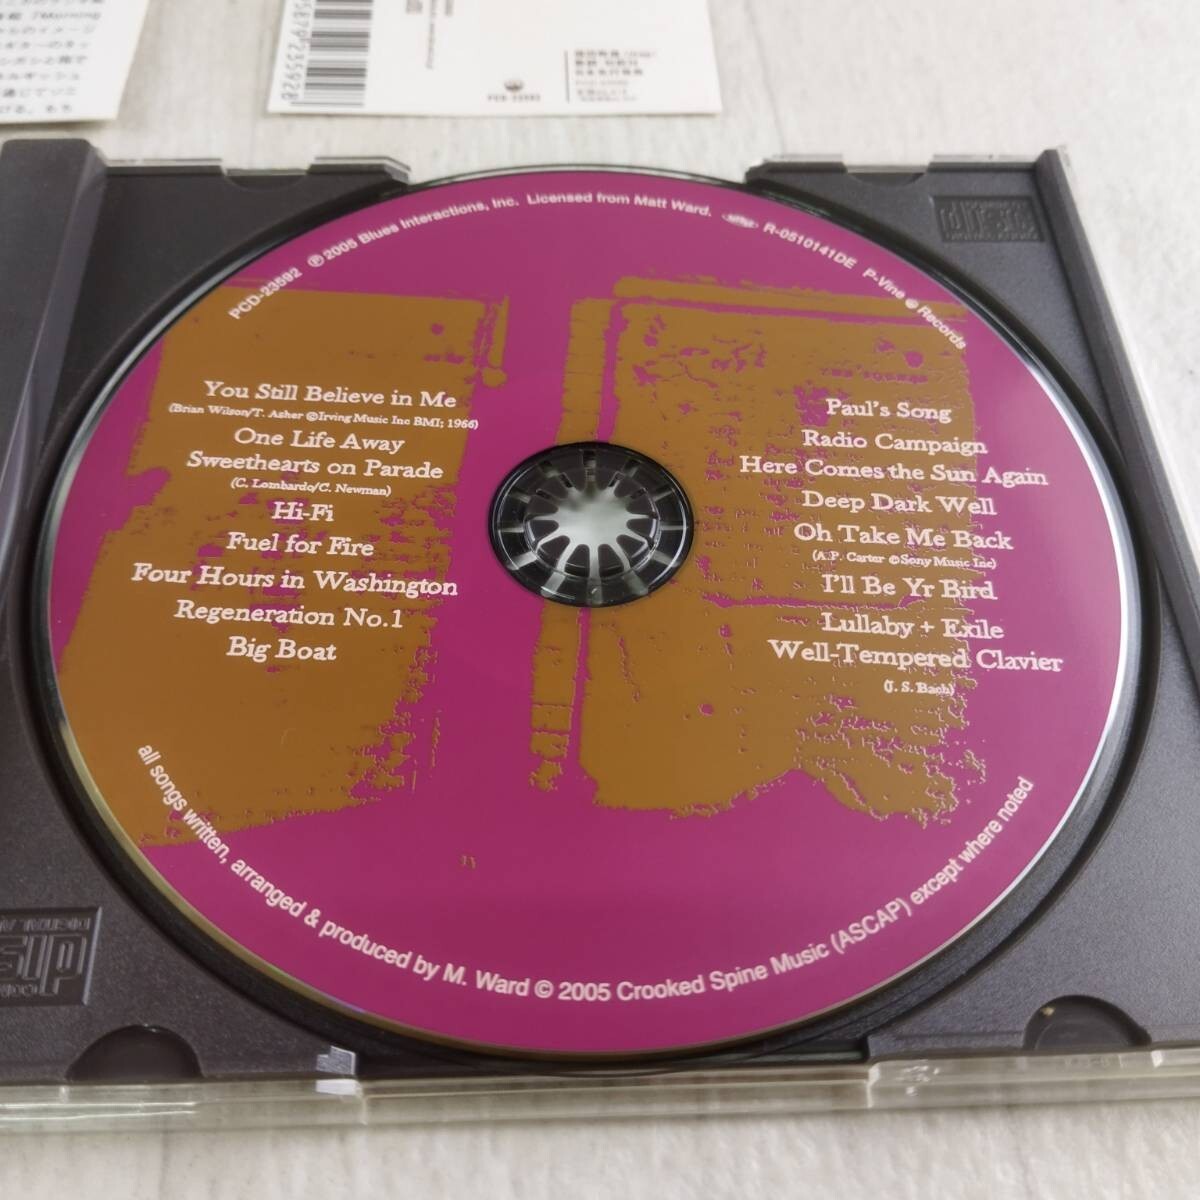 587923592
PCD-23592 ℗ 2005 Blues Interactions, Inc. Licensed from Matt Ward. R-0510141DE P-Vine Records
You Still Believe in Me
(Brian Wilson/T. Asher ©Irving Music Inc BMI; 1966)
One Life Away
Sweethearts on Parade
(C. Lombardo/C. Newman)
Hi-Fi
Fuel for Fire
Four Hours in Washington
Regeneration No.1
Big Boat
Paul's Song
Radio Campaign
Here Comes the Sun Again
Deep Dark Well
Oh Take Me Back
(A.P. Carter ©Sony Music Inc)
I'll Be Yr Bird
Lullaby + Exile
Well-Tempered Clavier
(J. S. Bach)
all songs written, arranged & produced by M. Ward © 2005 Crooked Spine Music (ASCAP) except where noted